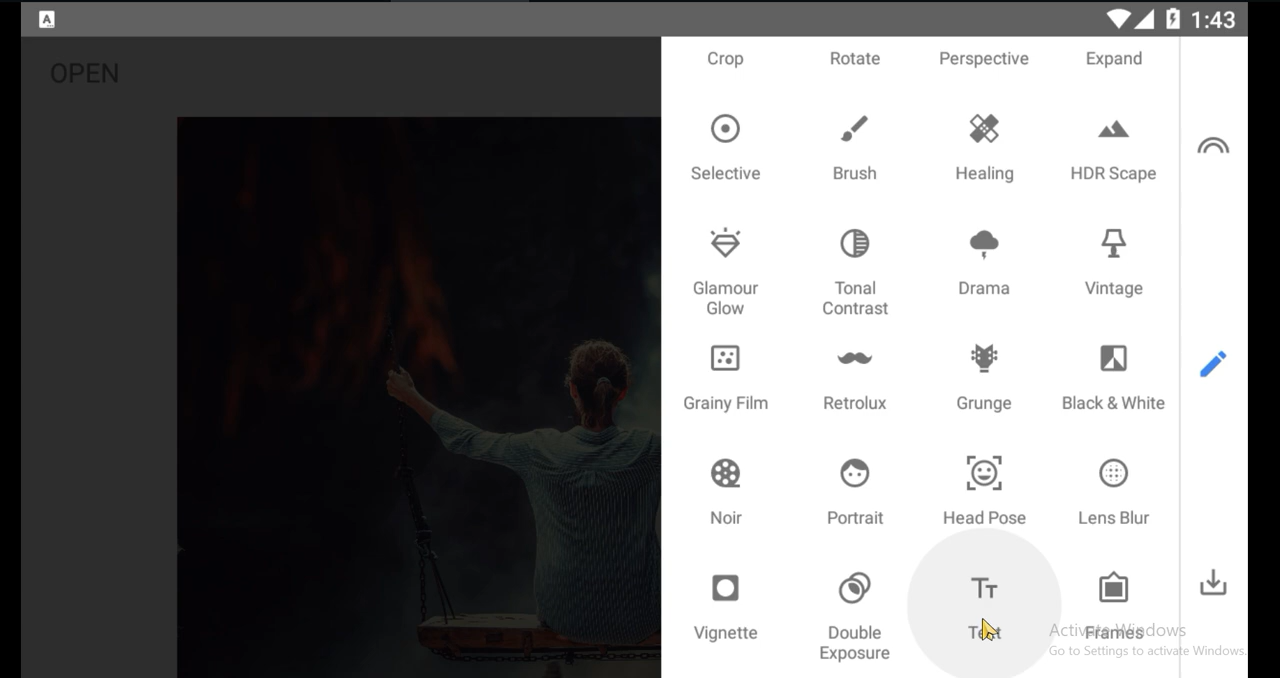 A
1:43
OPEN
Crop Rotate Perspective Expand
Selective Brush Healing HDR Scape
Glamour Glow Tonal Contrast Drama Vintage
Grainy Film Retrolux Grunge Black & White
Noir Portrait Head Pose Lens Blur
Tt
Vignette Double Exposure Text Frames
Activate Windows
Go to Settings to activate Windows.